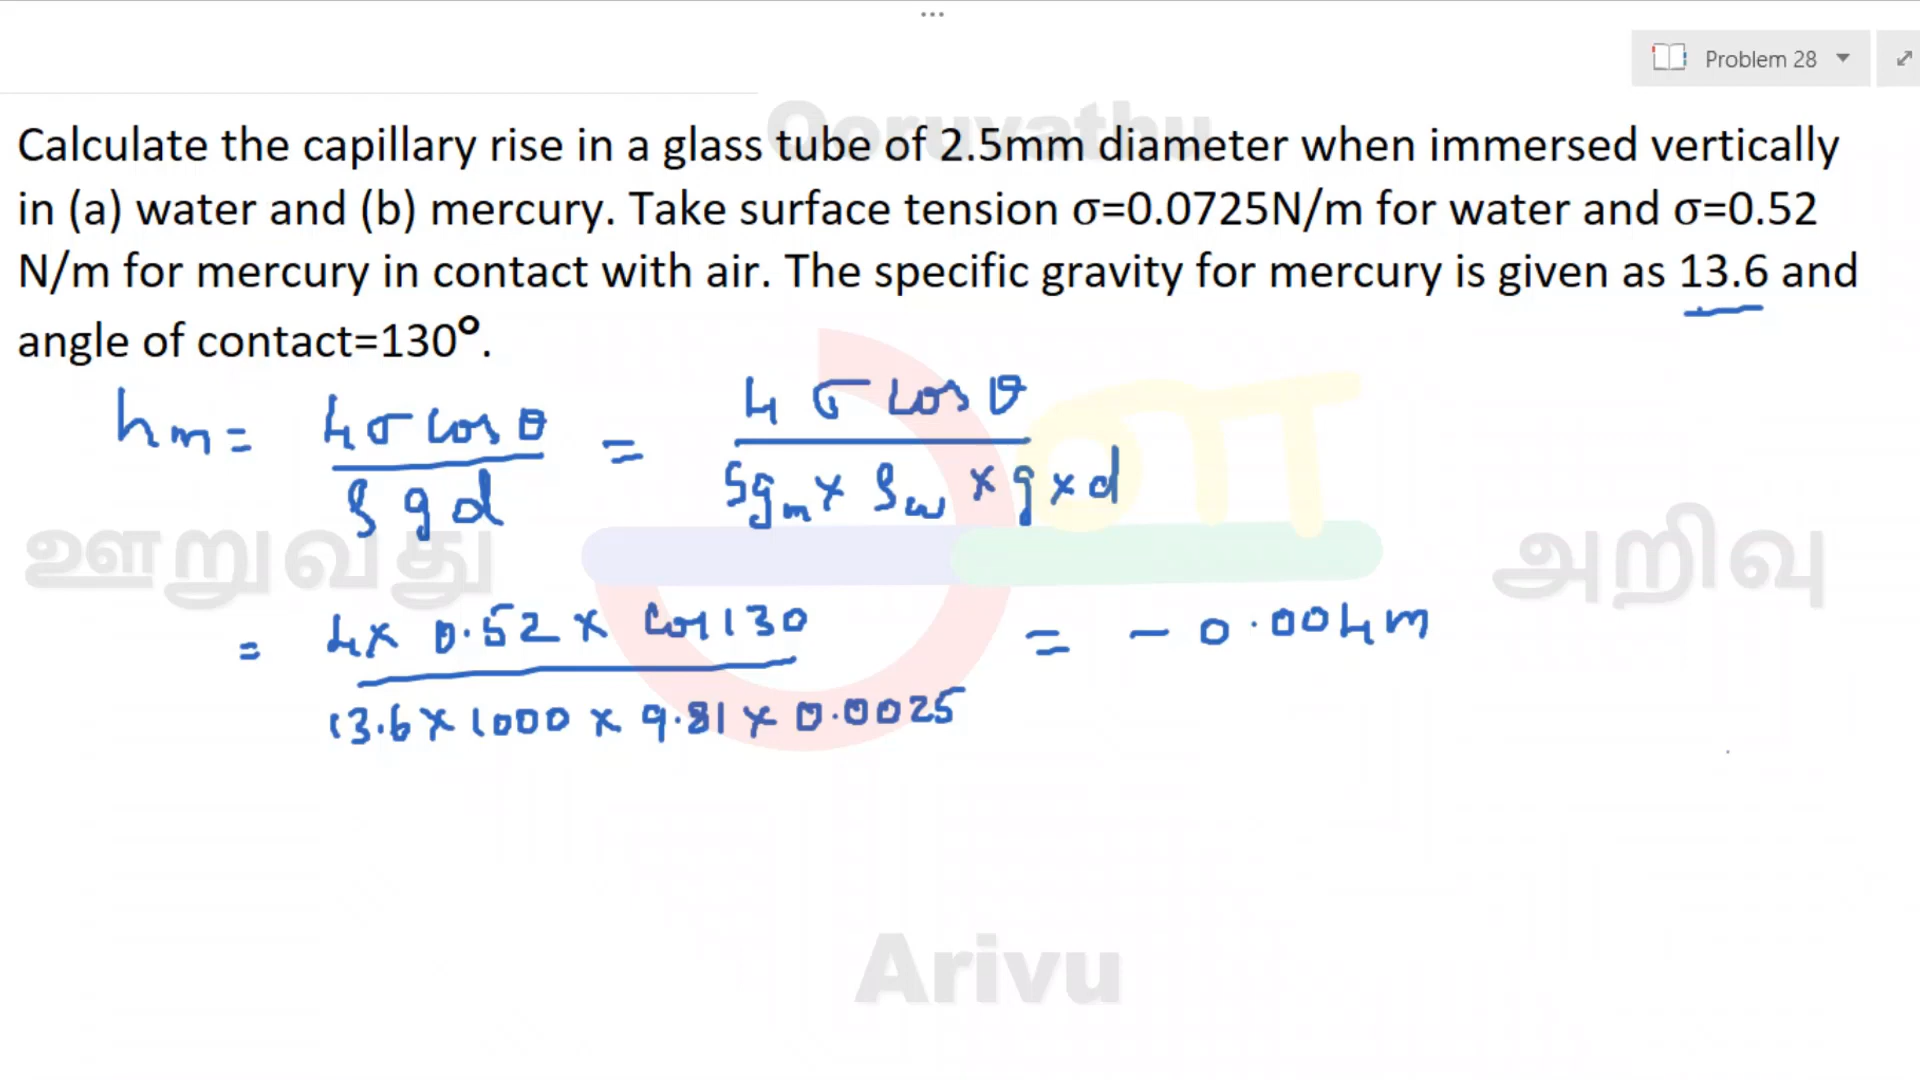 ...
Problem 28
Ooruvathu
Calculate the capillary rise in a glass tube of 2.5mm diameter when immersed vertically
in (a) water and (b) mercury. Take surface tension σ=0.0725N/m for water and σ=0.52
N/m for mercury in contact with air. The specific gravity for mercury is given as 13.6 and
angle of contact=130°.
hm = 4σ cos θ / ρ g d = 4 σ cos θ / Sgm × ρw × g × d
ஊறுவது
அறிவு
= 4 × 0.52 × cos 130 / 13.6 × 1000 × 9.81 × 0.0025 = - 0.004 m
Arivu